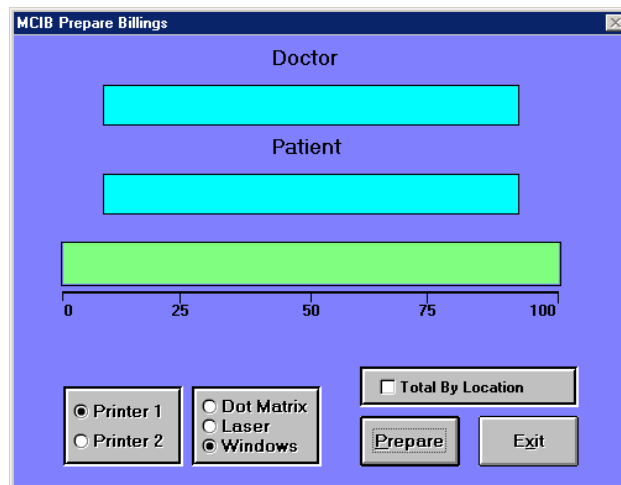 MCIB Prepare Billings
Doctor
Patient
0 25 50 75 100
Total By Location
Printer 1
Printer 2
Dot Matrix
Laser
Windows
Prepare Exit